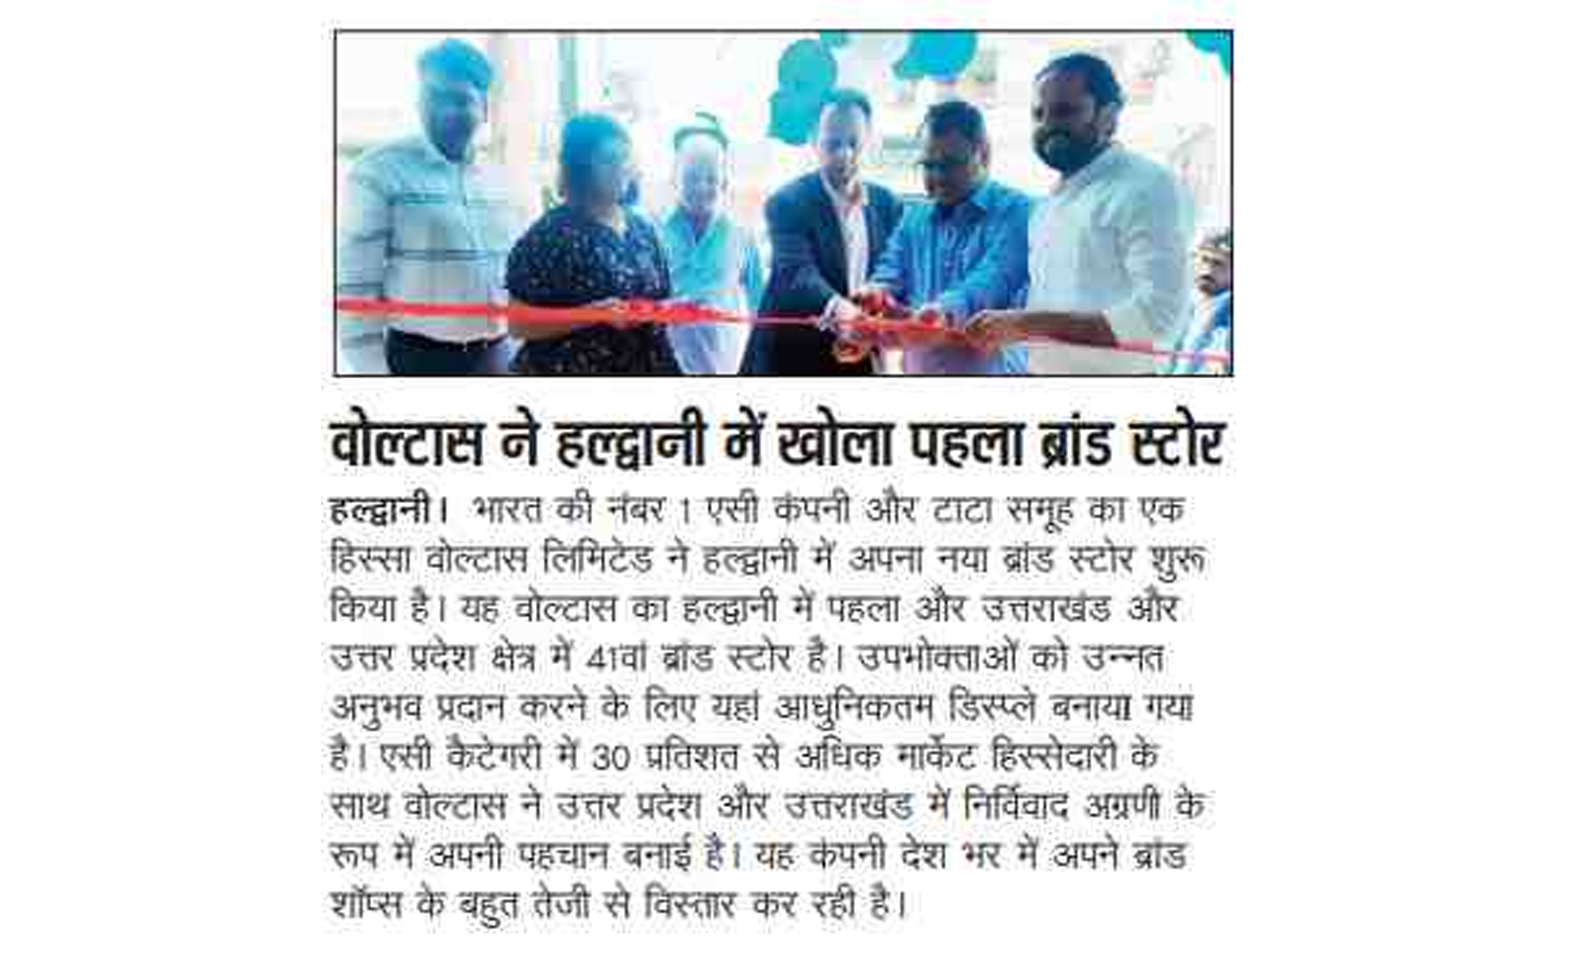 वोल्टास ने हल्द्वानी में खोला पहला ब्रांड स्टोर
हल्द्वानी। भारत की नंबर 1 एसी कंपनी और टाटा समूह का एक
हिस्सा वोल्टास लिमिटेड ने हल्द्वानी में अपना नया ब्रांड स्टोर शुरू
किया है। यह वोल्टास का हल्द्वानी में पहला और उत्तराखंड और
उत्तर प्रदेश क्षेत्र में 41वां ब्रांड स्टोर है। उपभोक्ताओं को उन्नत
अनुभव प्रदान करने के लिए यहां आधुनिकतम डिस्प्ले बनाया गया
है। एसी कैटेगरी में 30 प्रतिशत से अधिक मार्केट हिस्सेदारी के
साथ वोल्टास ने उत्तर प्रदेश और उत्तराखंड में निर्विवाद अग्रणी के
रूप में अपनी पहचान बनाई है। यह कंपनी देश भर में अपने ब्रांड
शॉप्स के बहुत तेजी से विस्तार कर रही है।